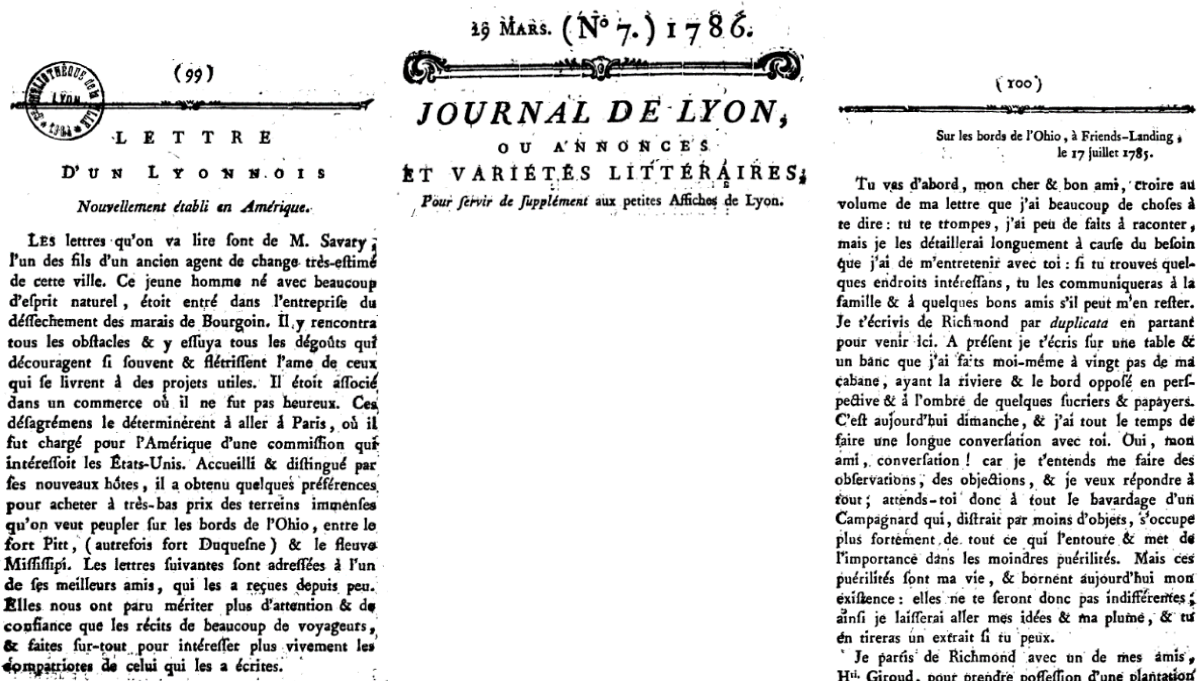 19 MARS. (Nº 7.) 1786.
JOURNAL DE LYON,
OU ANNONCES
ET VARIÉTÉS LITTÉRAIRES;
Pour ſervir de ſupplément aux petites Affiches de Lyon.
(99)
BIBLIOTHÈQUE de la VILLE
LYON
LETTRE
D'UN LYONNOIS
Nouvellement établi en Amérique.
LES lettres qu'on va lire ſont de M. Savary,
l'un des fils d'un ancien agent de change très-eſtimé
de cette ville. Ce jeune homme né avec beaucoup
d'eſprit naturel, étoit entré dans l'entrepriſe du
déſſechement des marais de Bourgoin. Il y rencontra
tous les obſtacles & y eſſuya tous les dégoûts qui
découragent ſi ſouvent & flétriſſent l'ame de ceux
qui ſe livrent à des projets utiles. Il étoit aſſocié
dans un commerce où il ne fut pas heureux. Ces
déſagrémens le déterminèrent à aller à Paris, où il
fut chargé pour l'Amérique d'une commiſſion qui
intéreſſoit les États-Unis. Accueilli & diſtingué par
ſes nouveaux hôtes, il a obtenu quelques préférences
pour acheter à très-bas prix des terreins immenſes
qu'on veut peupler ſur les bords de l'Ohio, entre le
fort Pitt, (autrefois fort Duqueſne) & le fleuve
Miſſiſſipi. Les lettres ſuivantes ſont adreſſées à l'un
de ſes meilleurs amis, qui les a reçues depuis peu.
Elles nous ont paru mériter plus d'attention & de
confiance que les récits de beaucoup de voyageurs,
& faites ſur-tout pour intéreſſer plus vivement les
compatriotes de celui qui les a écrites.
(100)
Sur les bords de l'Ohio, à Friends-Landing,
le 17 juillet 1785.
Tu vas d'abord, mon cher & bon ami, croire au
volume de ma lettre que j'ai beaucoup de choſes à
te dire : tu te trompes, j'ai peu de faits à raconter,
mais je les détaillerai longuement à cauſe du beſoin
que j'ai de m'entretenir avec toi : ſi tu trouves quel-
ques endroits intéreſſans, tu les communiqueras à la
famille & à quelques bons amis s'il peut m'en reſter.
Je t'écrivis de Richmond par duplicata en partant
pour venir ici. A préſent je t'écris ſur une table &
un banc que j'ai faits moi-même à vingt pas de ma
cabane, ayant la riviere & le bord oppoſé en perſ-
pective & à l'ombre de quelques ſucriers & papayers.
C'eſt aujourd'hui dimanche, & j'ai tout le temps de
faire une longue converſation avec toi. Oui, mon
ami, converſation ! car je t'entends me faire des
obſervations, des objections, & je veux répondre à
tout; attends-toi donc à tout le bavardage d'un
Campagnard qui, diſtrait par moins d'objets, s'occupe
plus fortement de tout ce qui l'entoure & met de
l'importance dans les moindres puérilités. Mais ces
puérilités ſont ma vie, & bornent aujourd'hui mon
exiſtence : elles ne te ſeront donc pas indifférentes;
ainſi je laiſſerai aller mes idées & ma plume, & tu
en tireras un extrait ſi tu peux.
Je partis de Richmond avec un de mes amis,
Hri. Giroud, pour prendre poſſeſſion d'une plantation